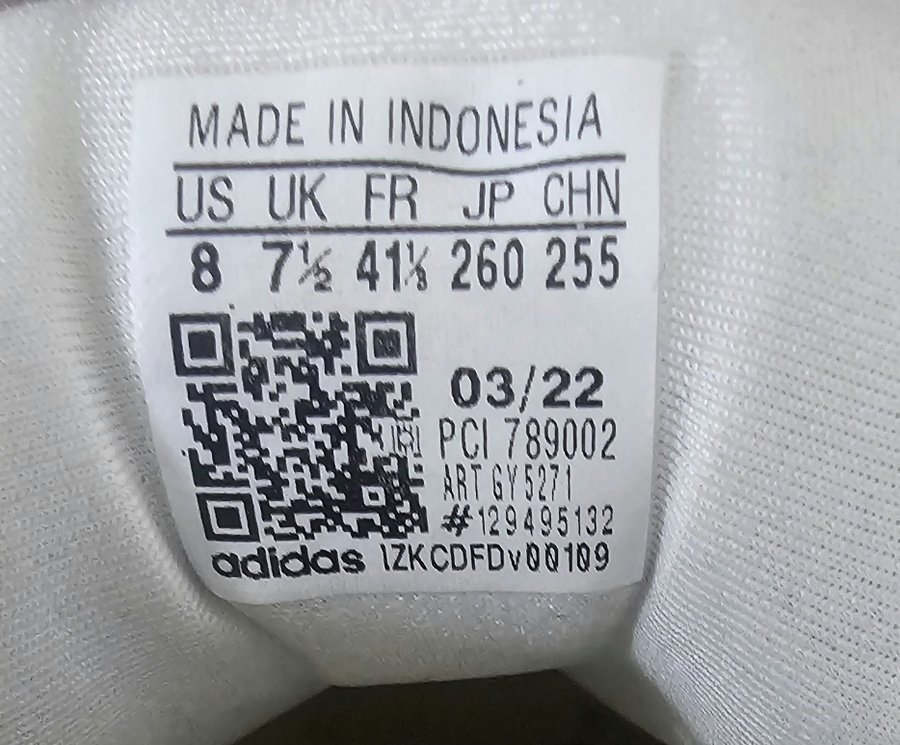 MADE IN INDONESIA
US UK FR JP CHN
8 7½ 41⅓ 260 255
03/22
PCI 789002
ART GY5271
#129495132
adidas 1ZKCDFDv00109